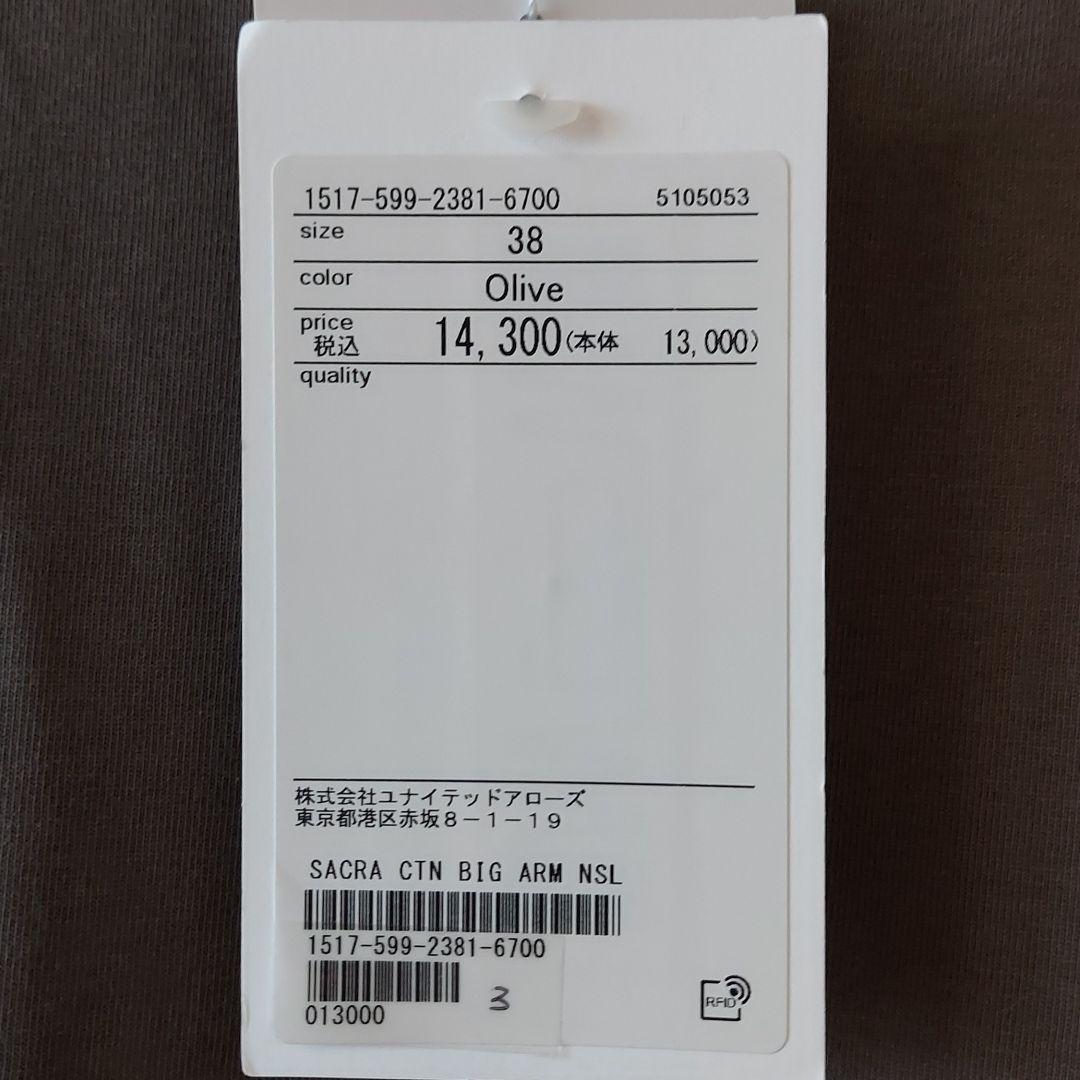 1517-599-2381-6700 5105053
size 38
color Olive
price 税込 14,300(本体 13,000)
quality
株式会社ユナイテッドアローズ
東京都港区赤坂8-1-19
SACRA CTN BIG ARM NSL
1517-599-2381-6700
3
013000
RFID